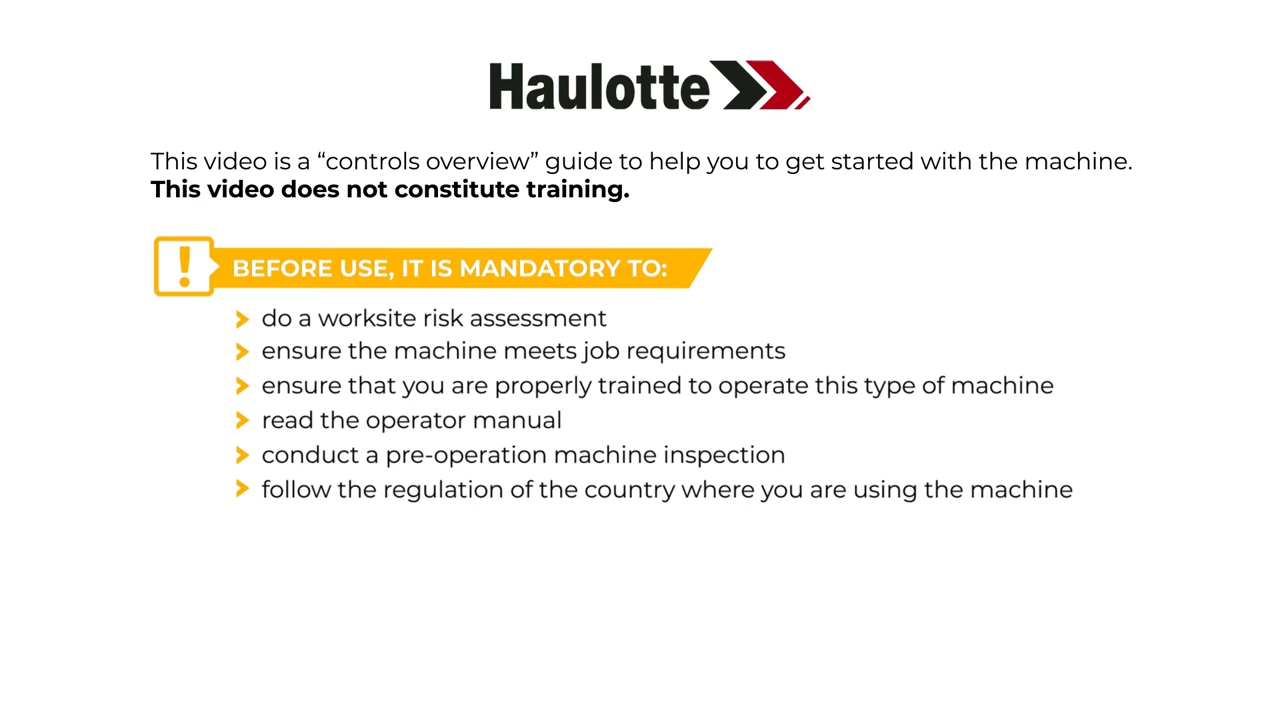 Haulotte
This video is a “controls overview” guide to help you to get started with the machine.
This video does not constitute training.
! BEFORE USE, IT IS MANDATORY TO:
do a worksite risk assessment
ensure the machine meets job requirements
ensure that you are properly trained to operate this type of machine
read the operator manual
conduct a pre-operation machine inspection
follow the regulation of the country where you are using the machine